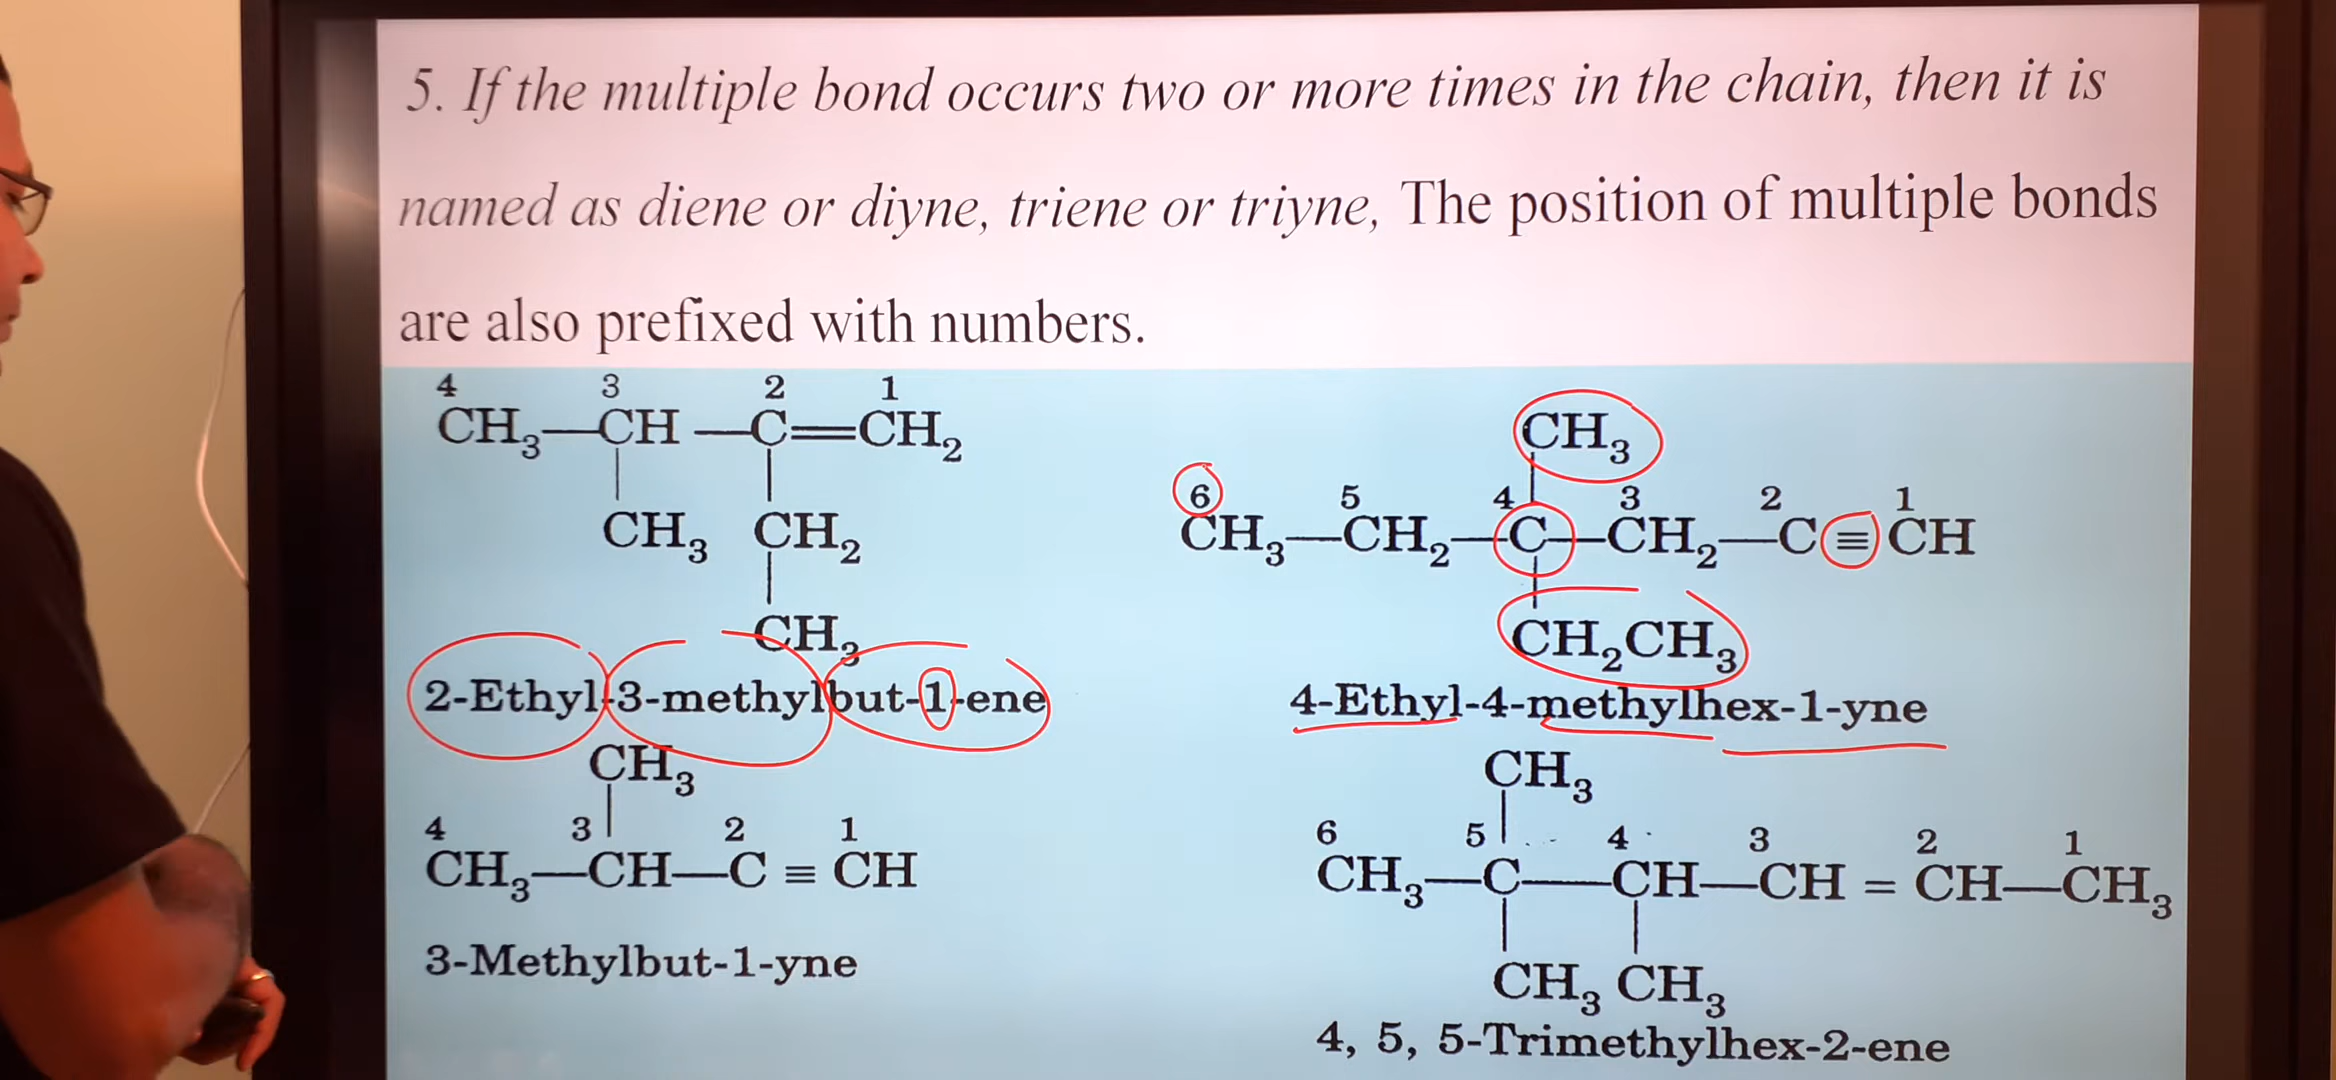 5. If the multiple bond occurs two or more times in the chain, then it is
named as diene or diyne, triene or triyne, The position of multiple bonds
are also prefixed with numbers.
4 3 2 1
CH₃—CH—C=CH₂
CH₃ CH₂
CH₃
2-Ethyl-3-methylbut-1-ene
CH₃
6 5 4 3 2 1
CH₃—CH₂—C—CH₂—C≡CH
CH₂CH₃
4-Ethyl-4-methylhex-1-yne
CH₃
4 3 2 1
CH₃—CH—C≡CH
3-Methylbut-1-yne
CH₃
6 5 4 3 2 1
CH₃—C—CH—CH=CH—CH₃
CH₃ CH₃
4, 5, 5-Trimethylhex-2-ene